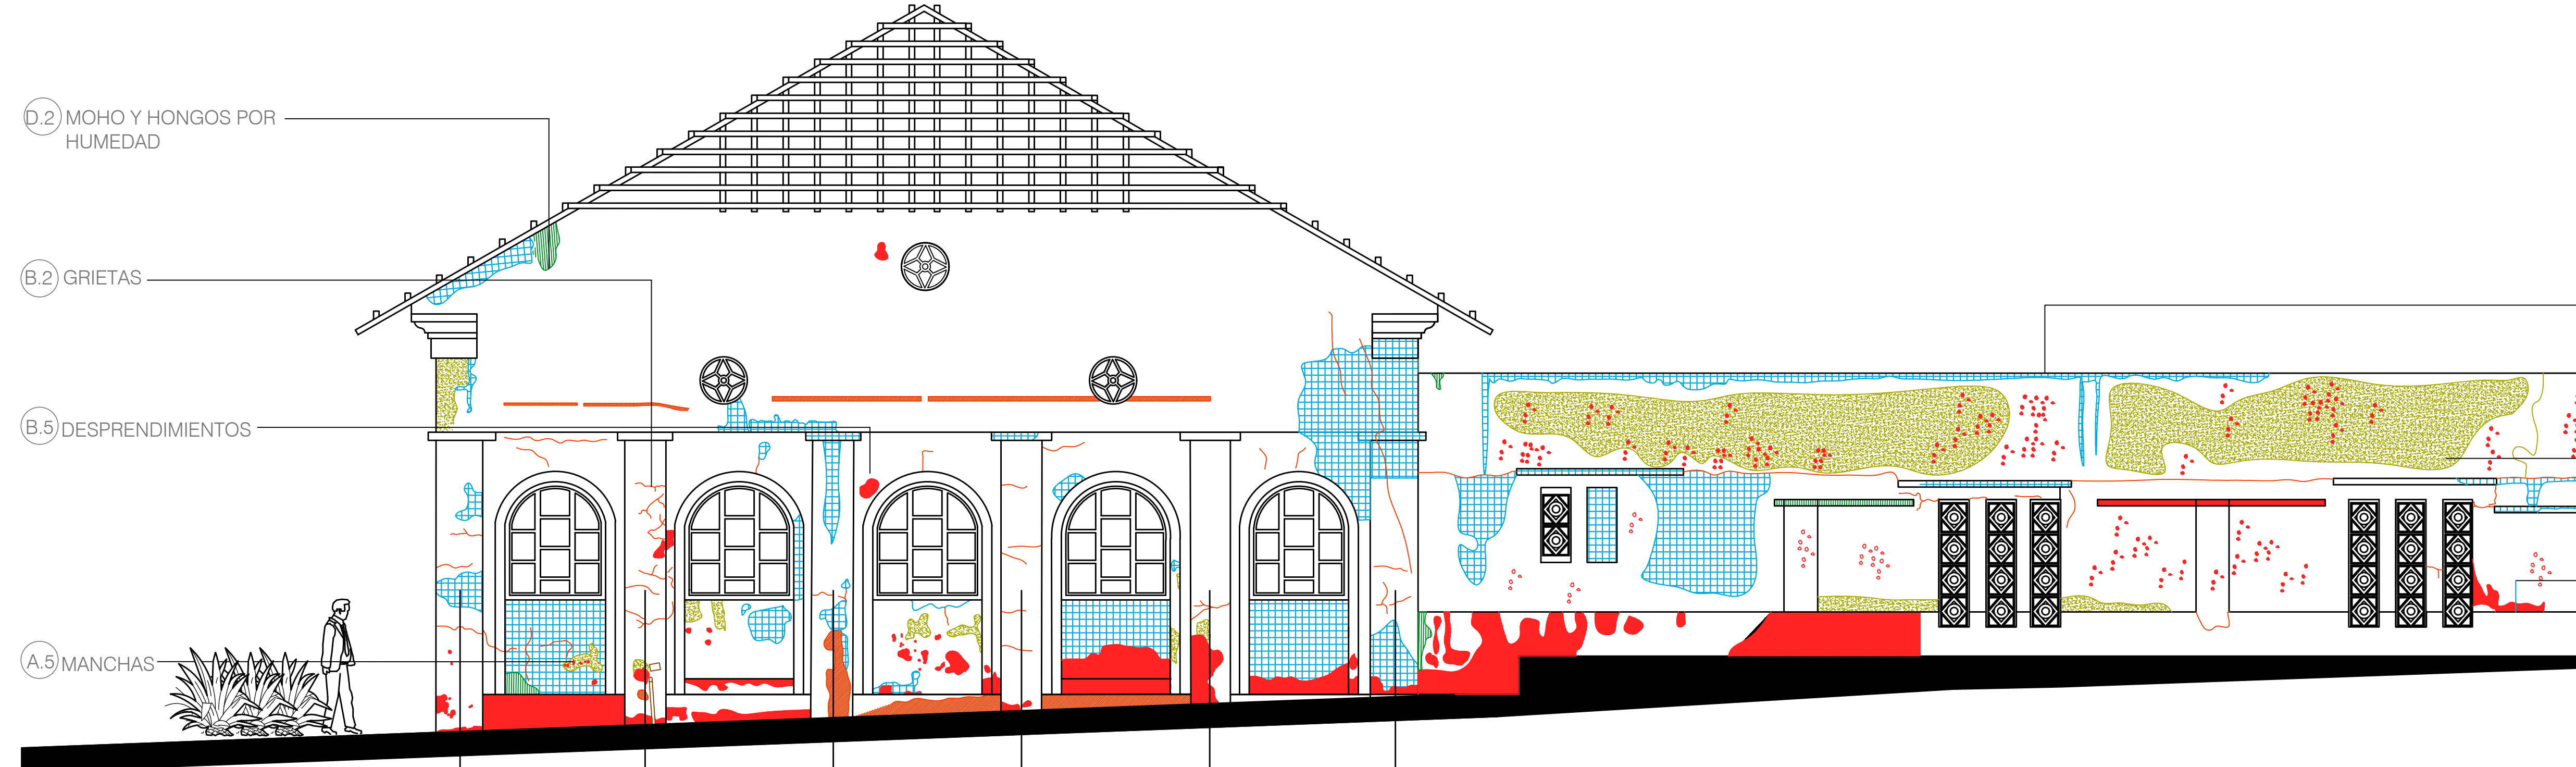 D.2 MOHO Y HONGOS POR
HUMEDAD
B.2 GRIETAS
B.5 DESPRENDIMIENTOS
A.5 MANCHAS